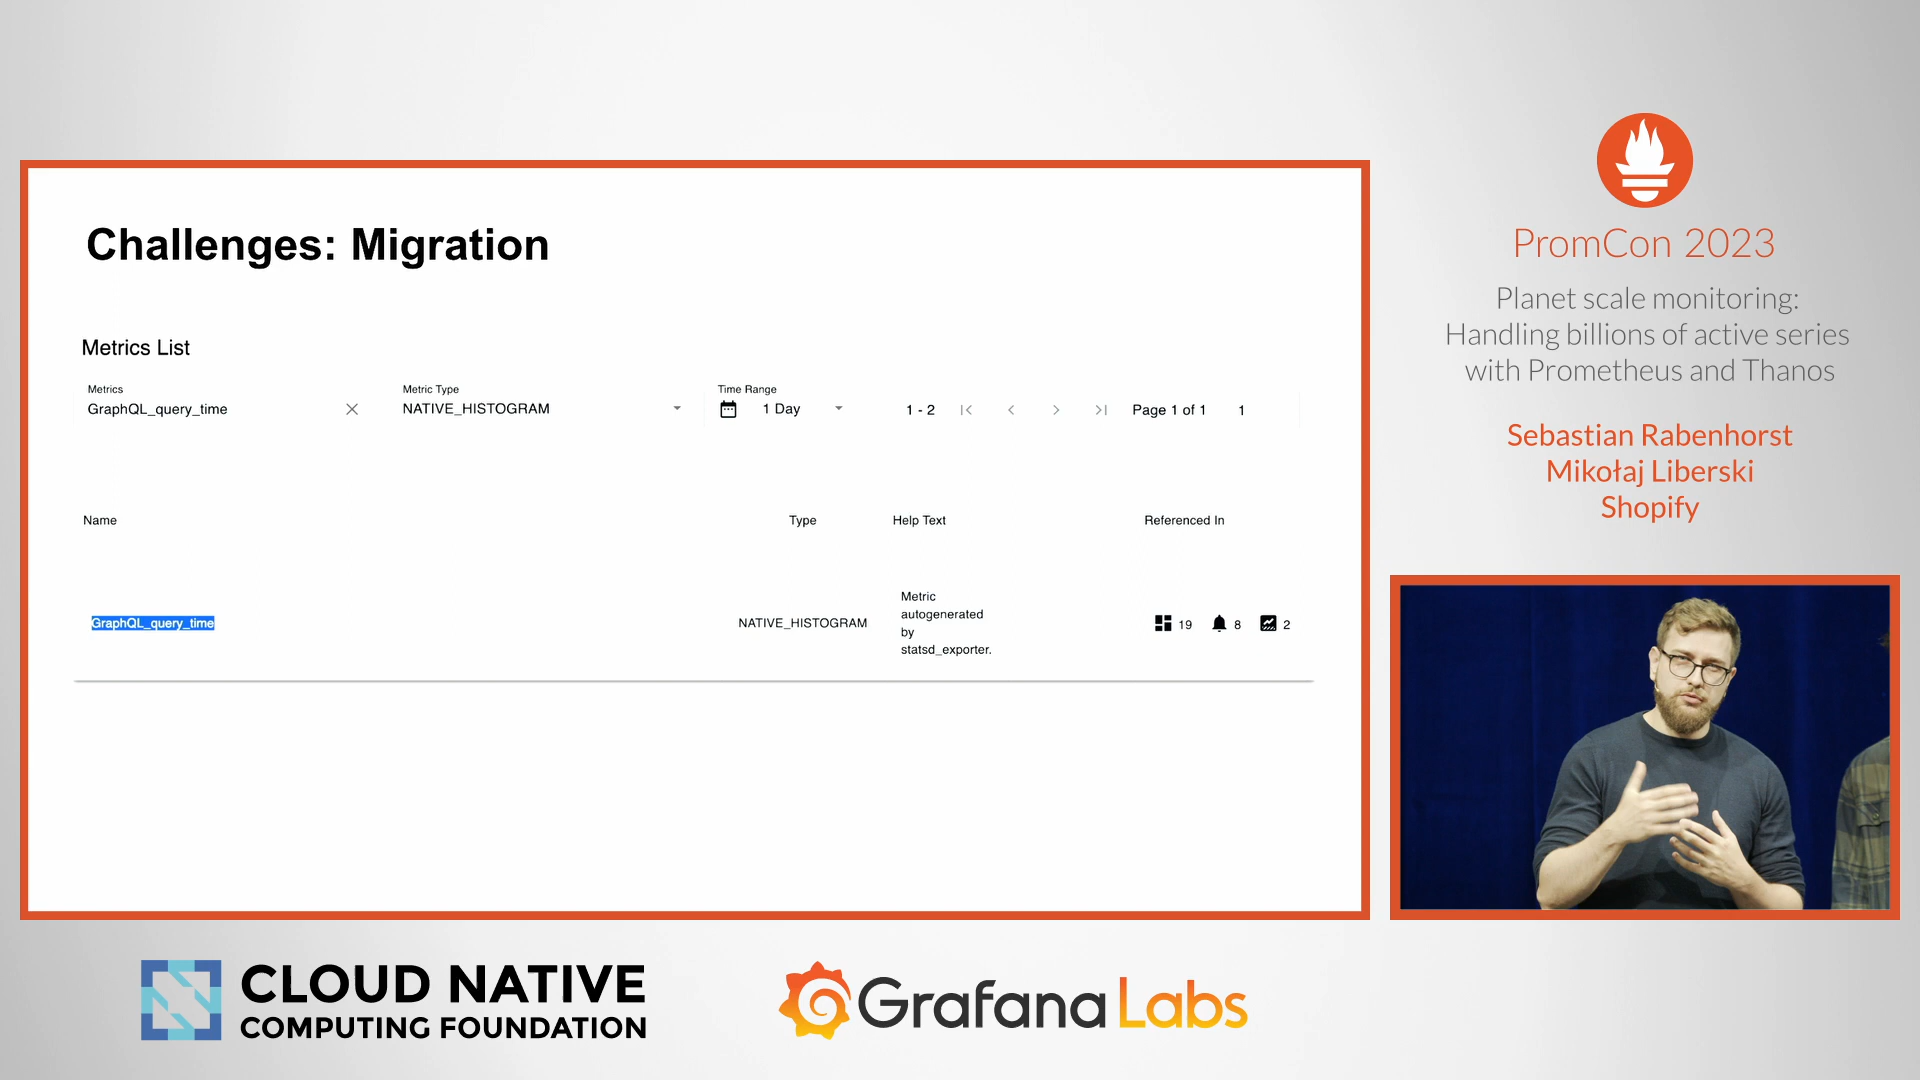 Challenges: Migration
Metrics List
Metrics
GraphQL_query_time
Metric Type
NATIVE_HISTOGRAM
Time Range
1 Day
1 - 2
Page 1 of 1
1
Name
Type
Help Text
Referenced In
GraphQL_query_time
NATIVE_HISTOGRAM
Metric
autogenerated
by
statsd_exporter.
19
8
2
PromCon 2023
Planet scale monitoring:
Handling billions of active series
with Prometheus and Thanos
Sebastian Rabenhorst
Mikołaj Liberski
Shopify
CLOUD NATIVE
COMPUTING FOUNDATION
Grafana Labs